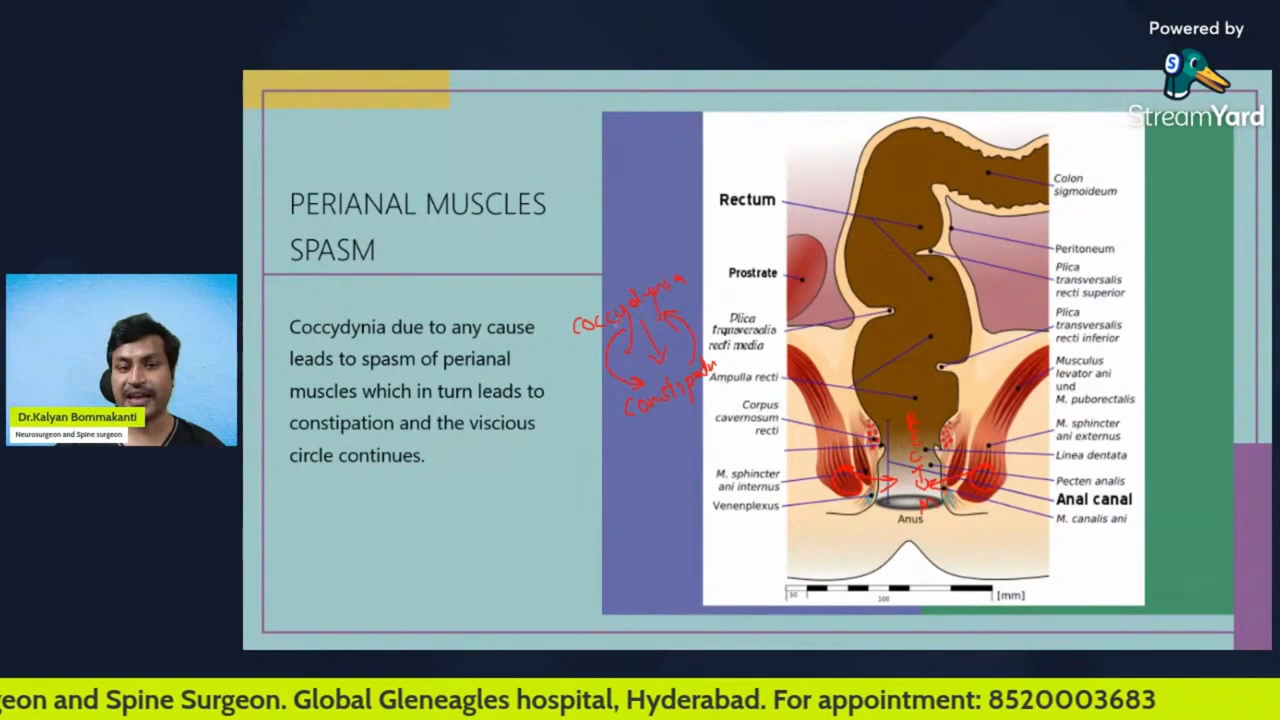 Powered by
StreamYard
PERIANAL MUSCLES
SPASM
Coccydynia due to any cause
leads to spasm of perianal
muscles which in turn leads to
constipation and the viscious
circle continues.
coccydynia
Constipatn
Rectum
Prostrate
Plica
transversalis
recti media
Ampulla recti
Corpus
cavernosum
recti
M. sphincter
ani internus
Venenplexus
Colon
sigmoideum
Peritoneum
Plica
transversalis
recti superior
Plica
transversalis
recti inferior
Musculus
levator ani
und
M. puborectalis
M. sphincter
ani externus
Linea dentata
Pecten analis
Anal canal
M. canalis ani
Anus
100
[mm]
Dr.Kalyan Bommakanti
Neurosurgeon and Spine surgeon
geon and Spine Surgeon. Global Gleneagles hospital, Hyderabad. For appointment: 8520003683